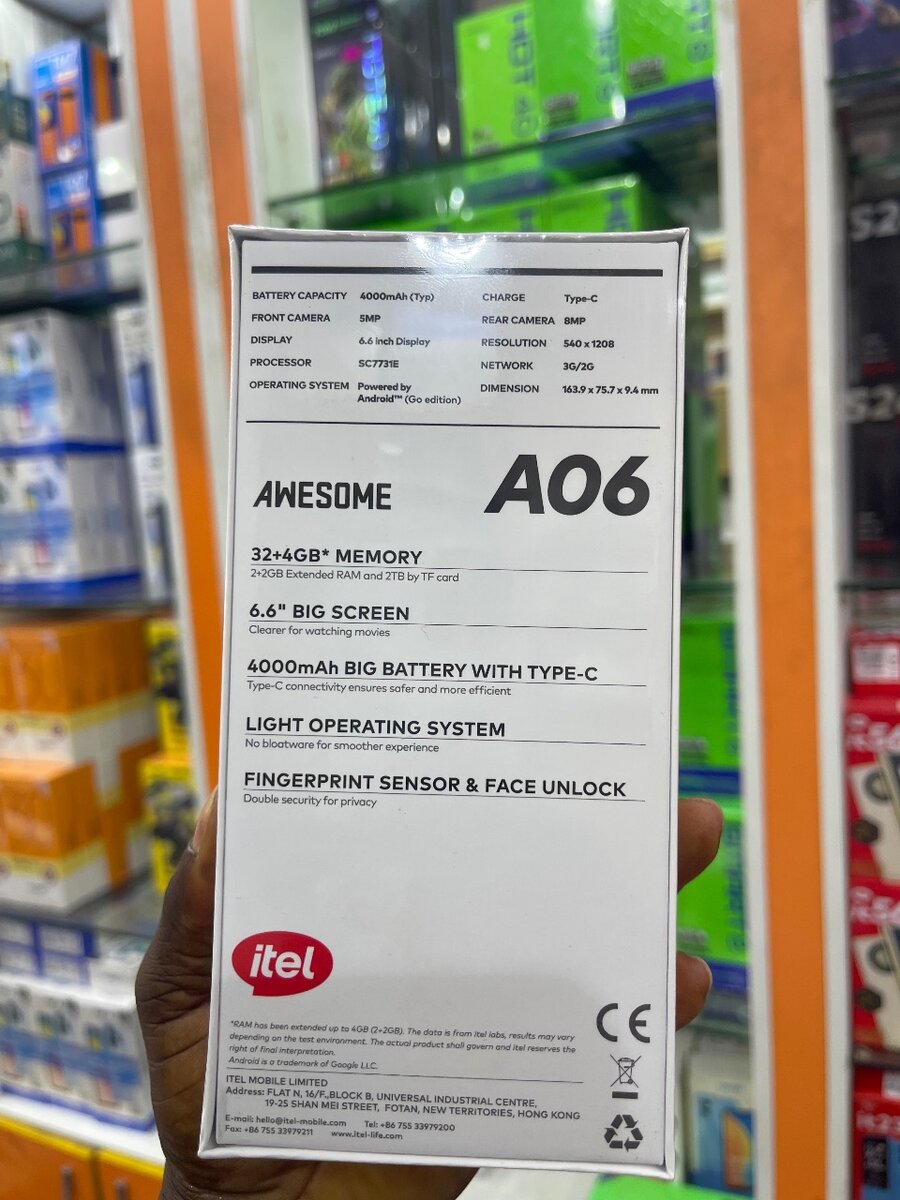 BATTERY CAPACITY 4000mAh (Typ) CHARGE Type-C
FRONT CAMERA 5MP REAR CAMERA 8MP
DISPLAY 6.6 inch Display RESOLUTION 540 x 1208
PROCESSOR SC7731E NETWORK 3G/2G
OPERATING SYSTEM Powered by DIMENSION 163.9 x 75.7 x 9.4 mm
Android™ (Go edition)
AWESOME A06
32+4GB* MEMORY
2+2GB Extended RAM and 2TB by TF card
6.6" BIG SCREEN
Clearer for watching movies
4000mAh BIG BATTERY WITH TYPE-C
Type-C connectivity ensures safer and more efficient
LIGHT OPERATING SYSTEM
No bloatware for smoother experience
FINGERPRINT SENSOR & FACE UNLOCK
Double security for privacy
itel
CE
*RAM has been extended up to 4GB (2+2GB). The data is from itel labs, results may vary
depending on the test environment. The actual product shall govern and itel reserves the
right of final interpretation.
Android is a trademark of Google LLC.
ITEL MOBILE LIMITED
Address: FLAT N, 16/F.,BLOCK B, UNIVERSAL INDUSTRIAL CENTRE,
19-25 SHAN MEI STREET, FOTAN, NEW TERRITORIES, HONG KONG
E-mail: hello@itel-mobile.com Tel: +86 755 33979200
Fax: +86 755 33979211 www.itel-life.com
HOT 40